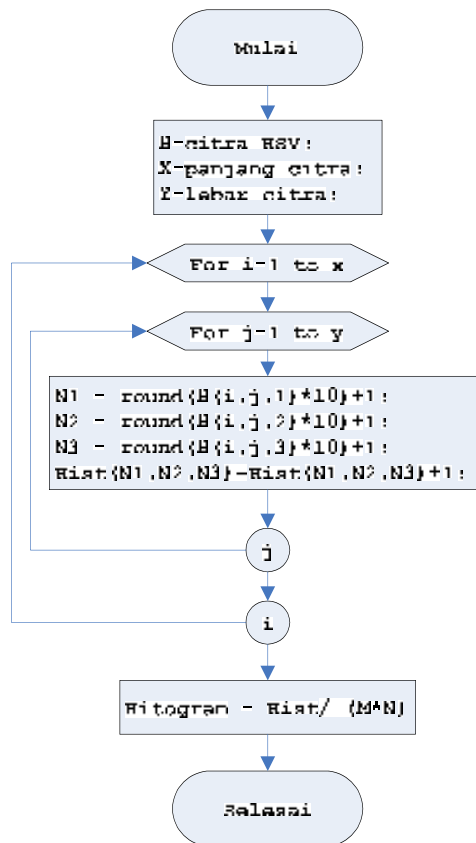 Mulai
H=citra HSV;
X=panjang citra;
Y=lebar citra;
For i=1 to x
For j=1 to y
N1 = round(H(i,j,1)*10)+1;
N2 = round(H(i,j,2)*10)+1;
N3 = round(H(i,j,3)*10)+1;
Hist(N1,N2,N3)=Hist(N1,N2,N3)+1;
j
i
Hitogram = Hist/ (M*N)
Selesai